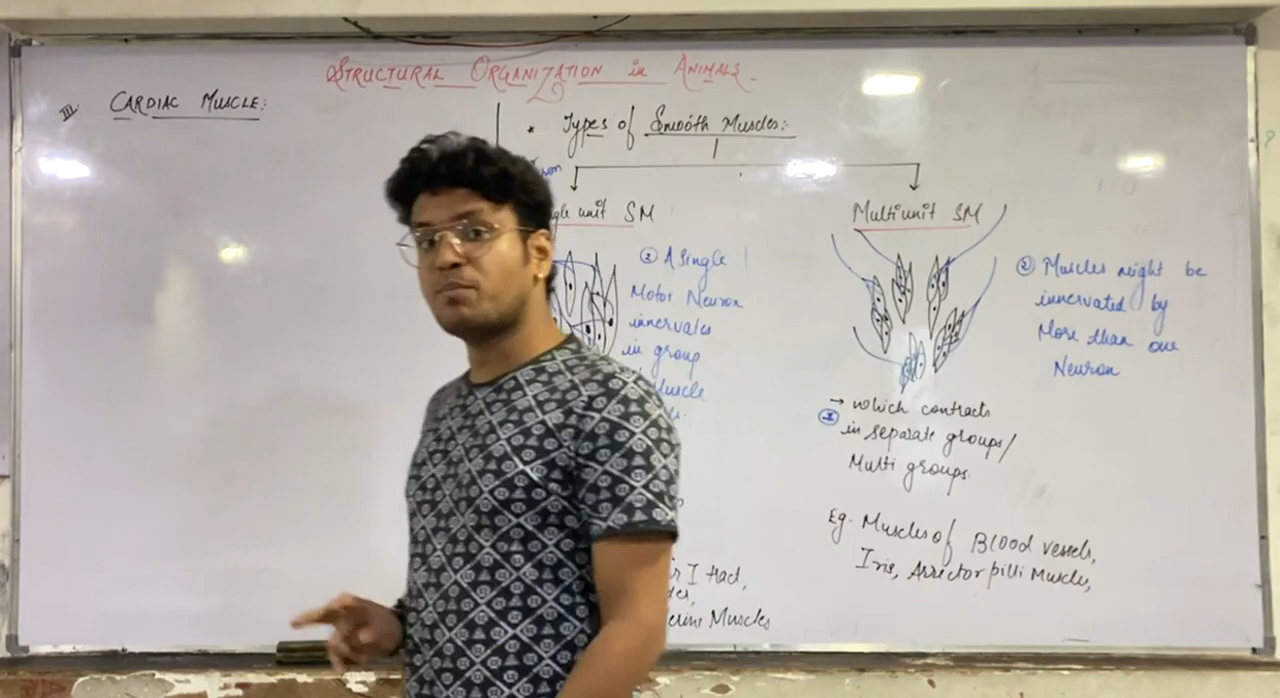 STRUCTURAL ORGANIZATION in ANIMALS
III. CARDIAC MUSCLE:
* Types of Smooth Muscles:
unit SM
② A single
Motor Neuron
innervates
in group
Muscle
Multiunit SM
② Muscles might be
innervated by
More than one
Neuron
→ which contracts
① in separate groups/
Multi groups.
Eg. Muscles of Blood vessels,
Iris, Arrector pilli Muscles,
I tract,
Muscles